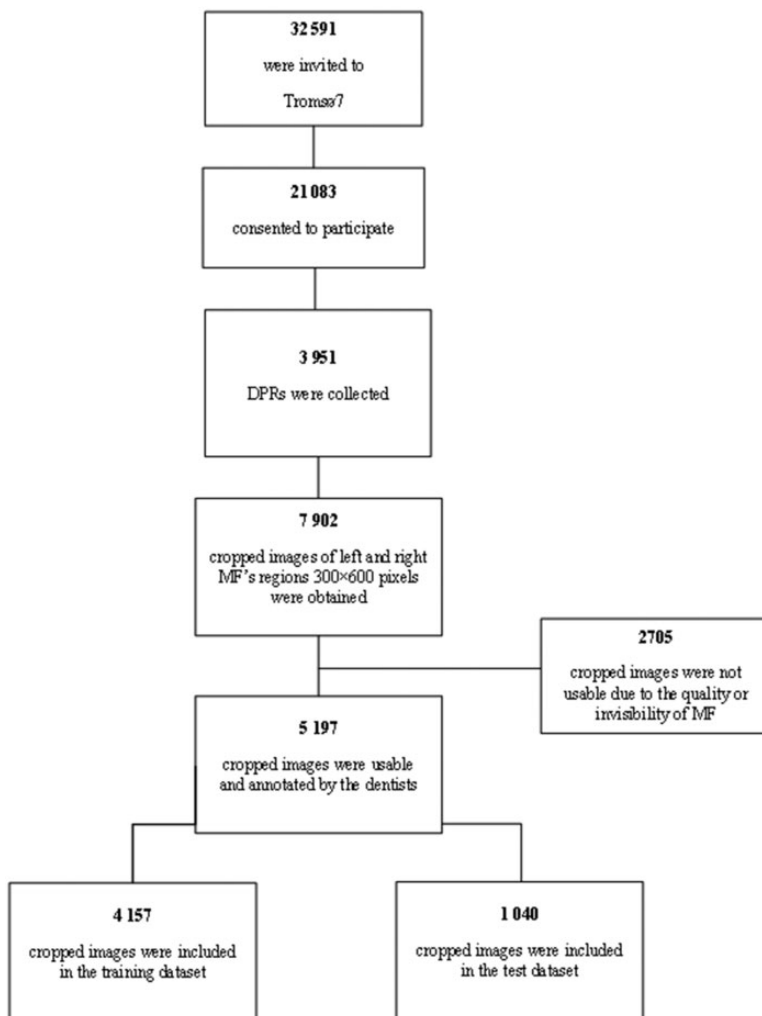 32 591
were invited to
Tromsø7
21 083
consented to participate
3 951
DPRs were collected
7 902
cropped images of left and right
MF's regions 300×600 pixels
were obtained
2705
cropped images were not
usable due to the quality or
invisibility of MF
5 197
cropped images were usable
and annotated by the dentists
4 157
cropped images were included
in the training dataset
1 040
cropped images were included
in the test dataset